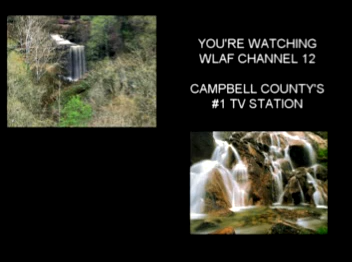 YOU'RE WATCHING
WLAF CHANNEL 12
CAMPBELL COUNTY'S
#1 TV STATION